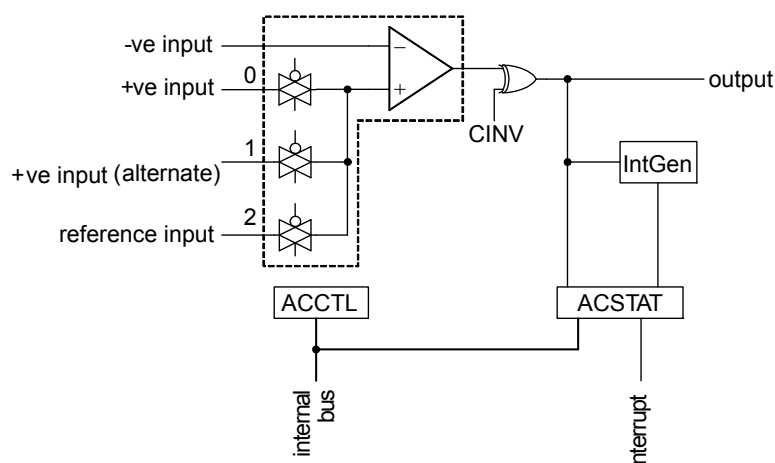 -ve input
−
+ve input
0
+
output
CINV
+ve input (alternate)
1
IntGen
reference input
2
ACCTL
ACSTAT
internal
bus
interrupt